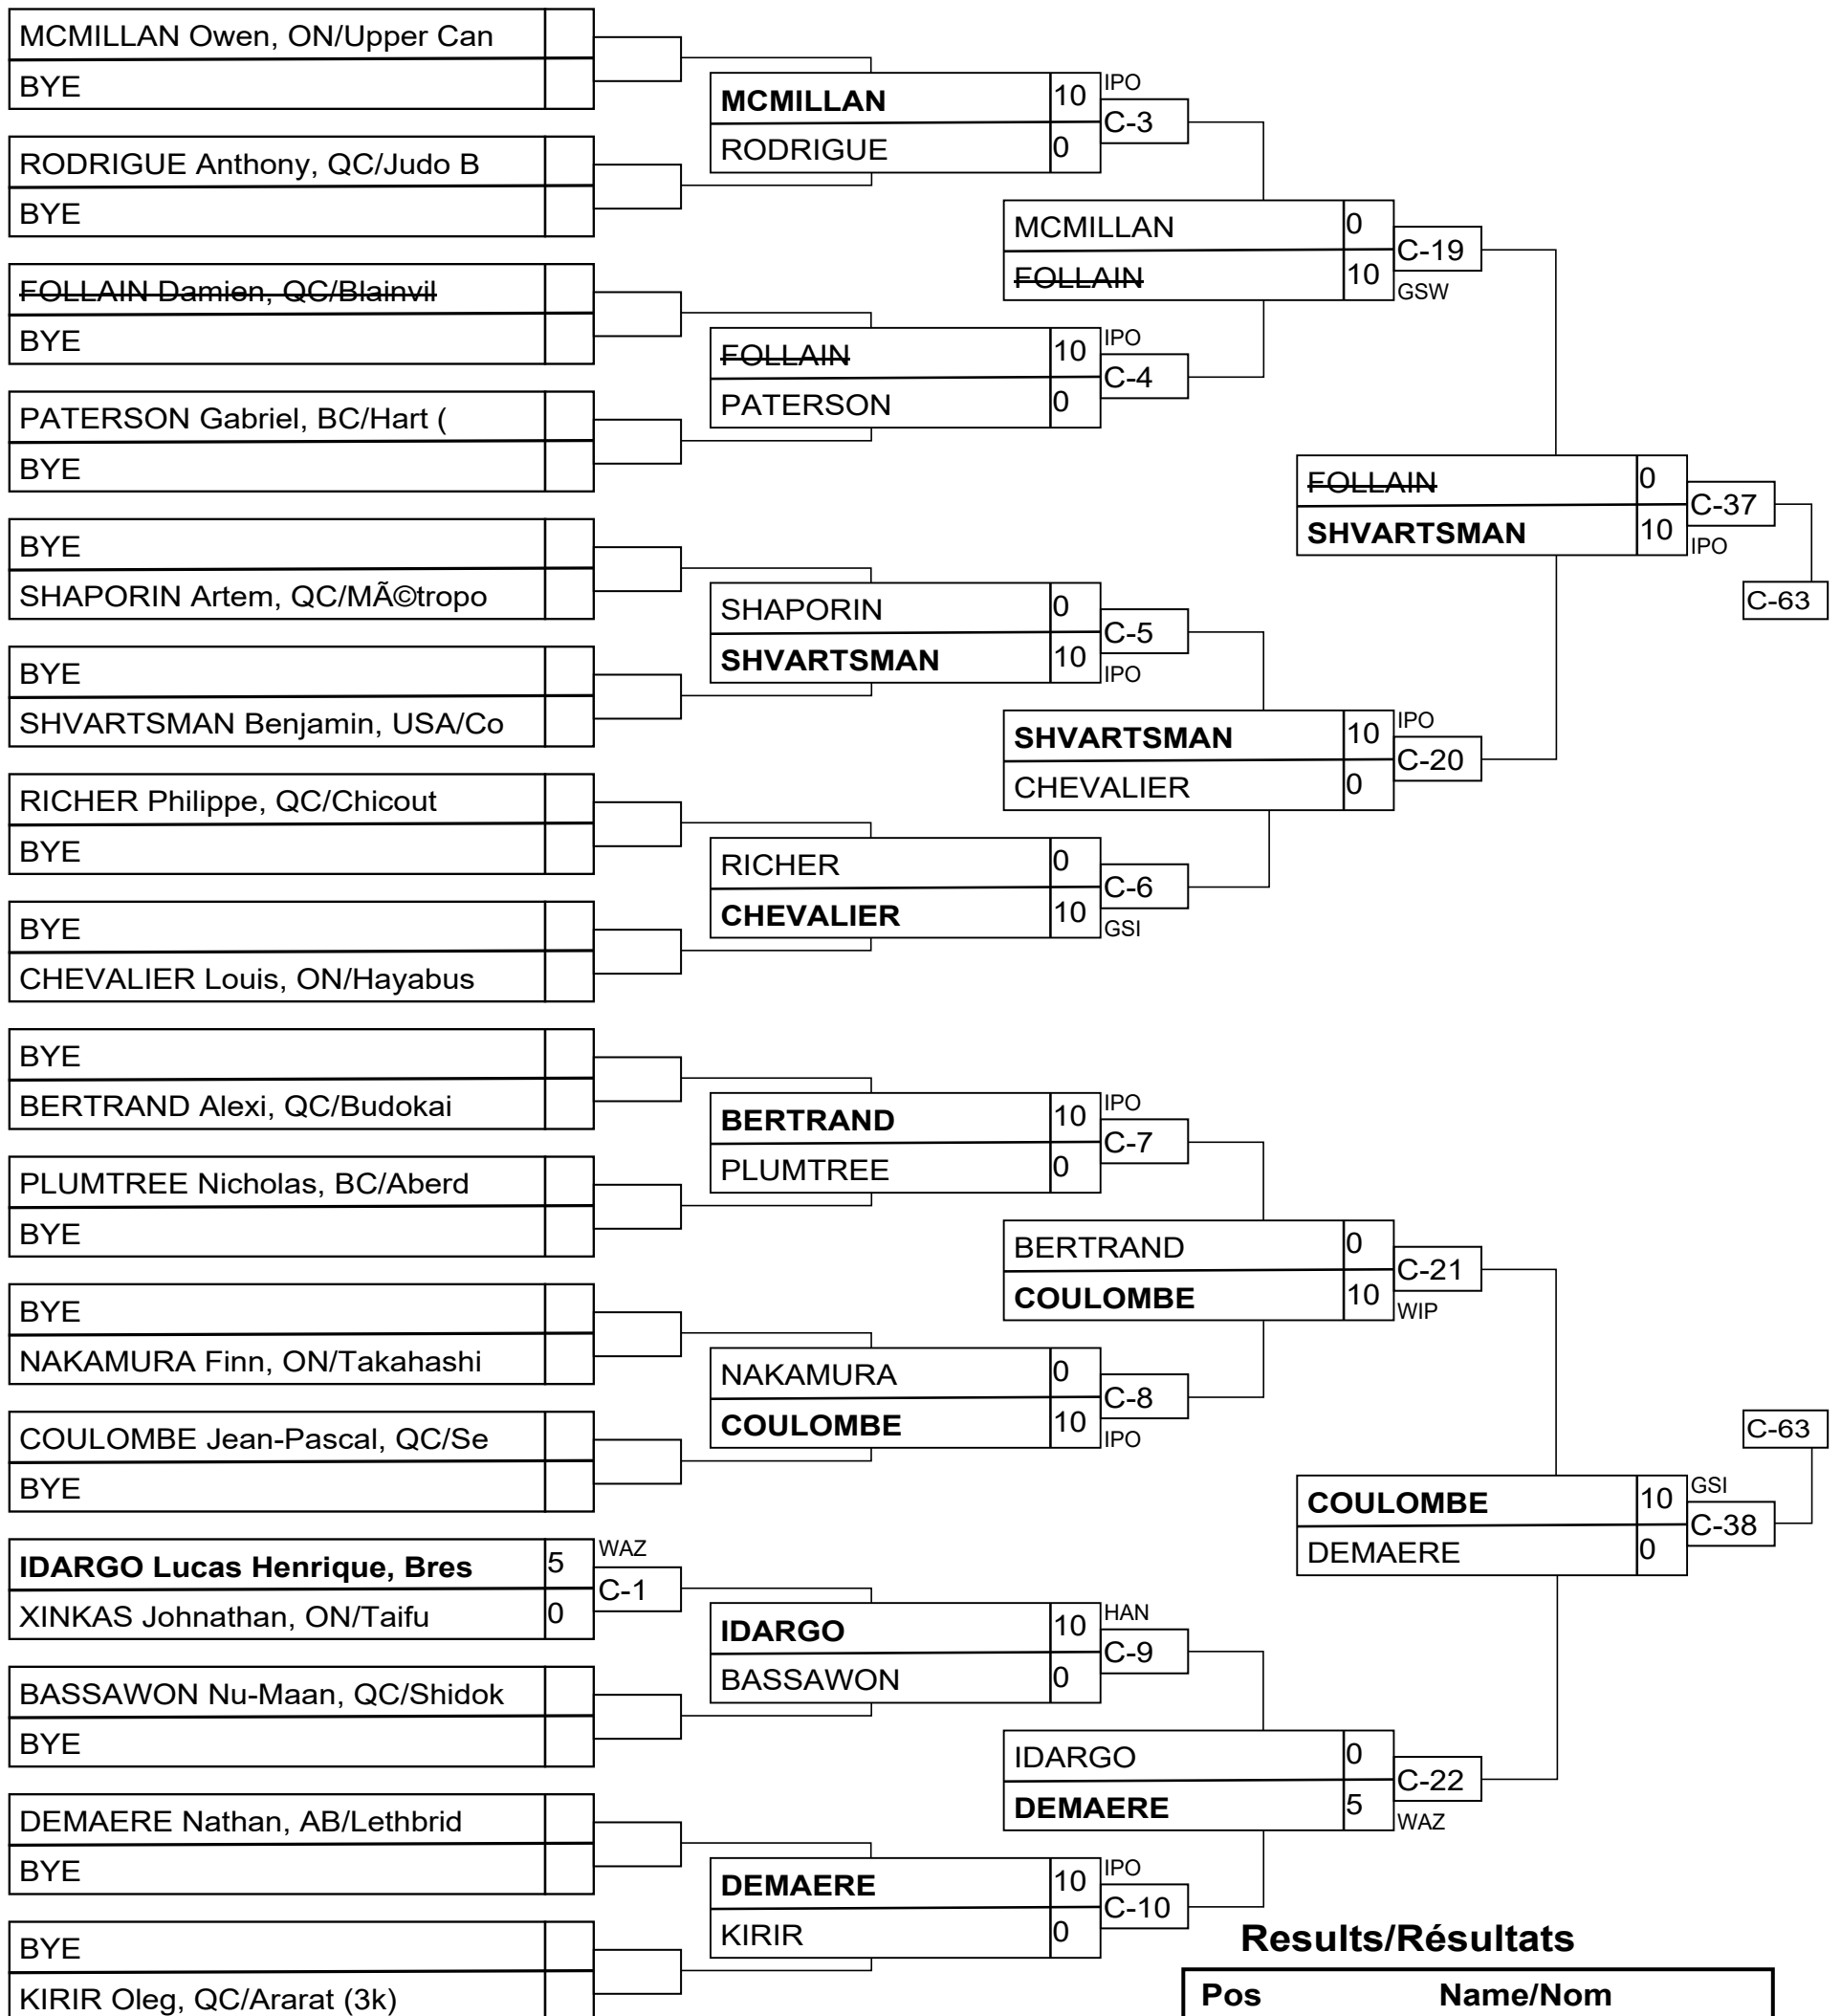 MCMILLAN Owen, ON/Upper Can
BYE
RODRIGUE Anthony, QC/Judo B
BYE
FOLLAIN Damien, QC/Blainvil
BYE
PATERSON Gabriel, BC/Hart (
BYE
BYE
SHAPORIN Artem, QC/MÃ©tropo
BYE
SHVARTSMAN Benjamin, USA/Co
RICHER Philippe, QC/Chicout
BYE
BYE
CHEVALIER Louis, ON/Hayabus
BYE
BERTRAND Alexi, QC/Budokai
PLUMTREE Nicholas, BC/Aberd
BYE
BYE
NAKAMURA Finn, ON/Takahashi
COULOMBE Jean-Pascal, QC/Se
BYE
IDARGO Lucas Henrique, Bres 5 WAZ
C-1
XINKAS Johnathan, ON/Taifu 0
BASSAWON Nu-Maan, QC/Shidok
BYE
DEMAERE Nathan, AB/Lethbrid
BYE
BYE
KIRIR Oleg, QC/Ararat (3k)
MCMILLAN 10 IPO
C-3
RODRIGUE 0
FOLLAIN 10 IPO
C-4
PATERSON 0
SHAPORIN 0
C-5
SHVARTSMAN 10 IPO
RICHER 0
C-6
CHEVALIER 10 GSI
BERTRAND 10 IPO
C-7
PLUMTREE 0
NAKAMURA 0
C-8
COULOMBE 10 IPO
IDARGO 10 HAN
C-9
BASSAWON 0
DEMAERE 10 IPO
C-10
KIRIR 0
MCMILLAN 0
C-19
FOLLAIN 10 GSW
SHVARTSMAN 10 IPO
C-20
CHEVALIER 0
BERTRAND 0
C-21
COULOMBE 10 WIP
IDARGO 0
C-22
DEMAERE 5 WAZ
FOLLAIN 0
C-37
SHVARTSMAN 10 IPO
C-63
C-63
COULOMBE 10 GSI
C-38
DEMAERE 0
Results/Résultats
Pos Name/Nom